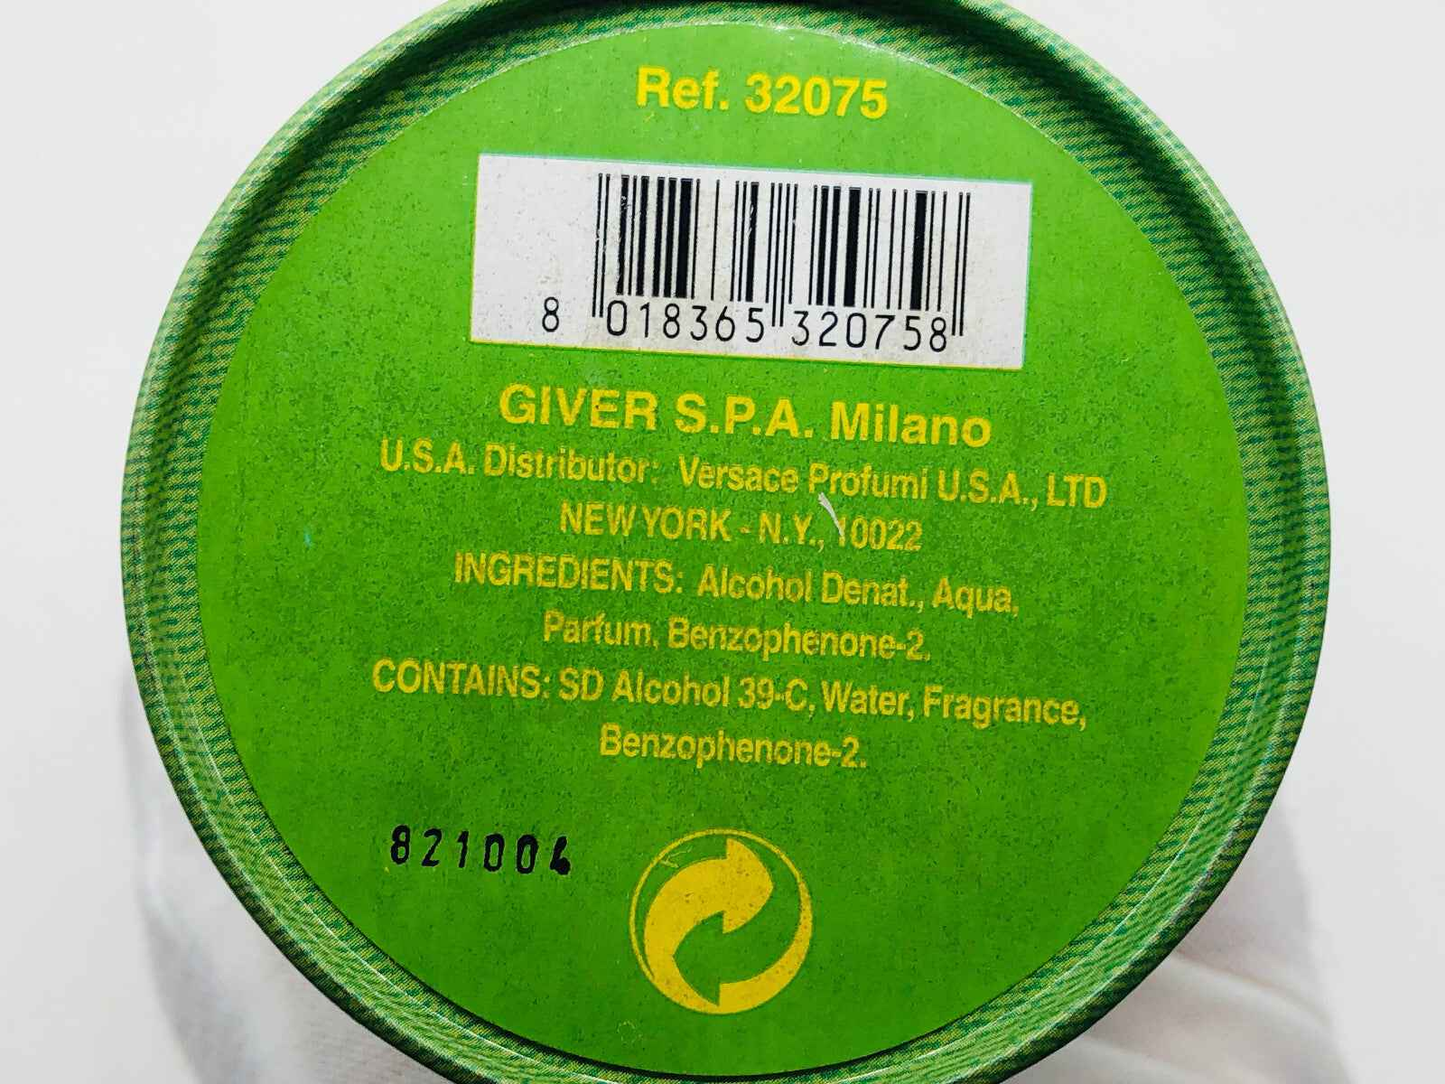 Ref. 32075
8 018365 320758
GIVER S.P.A. Milano
U.S.A. Distributor: Versace Profumi U.S.A., LTD
NEW YORK - N.Y., 10022
INGREDIENTS: Alcohol Denat., Aqua,
Parfum, Benzophenone-2.
CONTAINS: SD Alcohol 39-C, Water, Fragrance,
Benzophenone-2.
821004